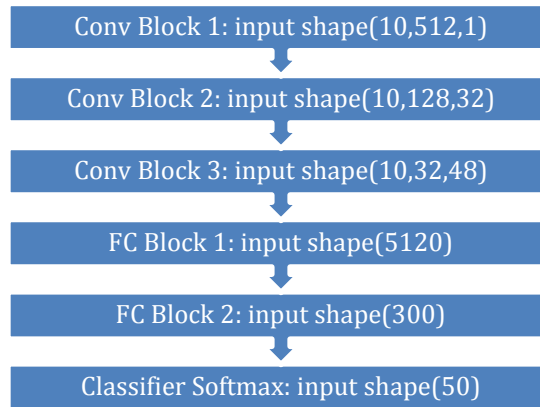 Conv Block 1: input shape(10,512,1)
Conv Block 2: input shape(10,128,32)
Conv Block 3: input shape(10,32,48)
FC Block 1: input shape(5120)
FC Block 2: input shape(300)
Classifier Softmax: input shape(50)